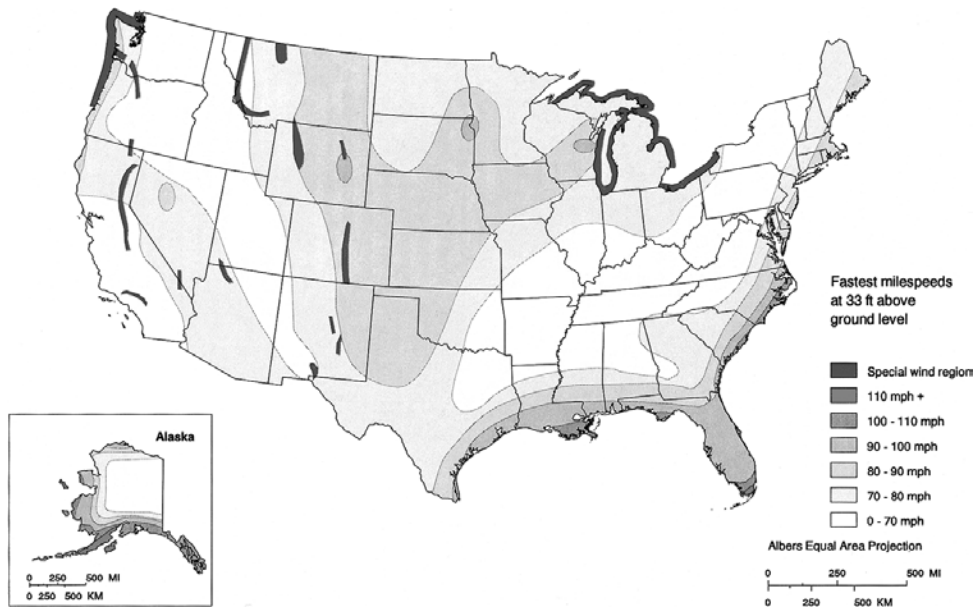 Fastest milespeeds
at 33 ft above
ground level
Special wind region
110 mph +
100 - 110 mph
90 - 100 mph
80 - 90 mph
70 - 80 mph
0 - 70 mph
Albers Equal Area Projection
0 250 500 MI
0 250 500 KM
Alaska
0 250 500 MI
0 250 500 KM